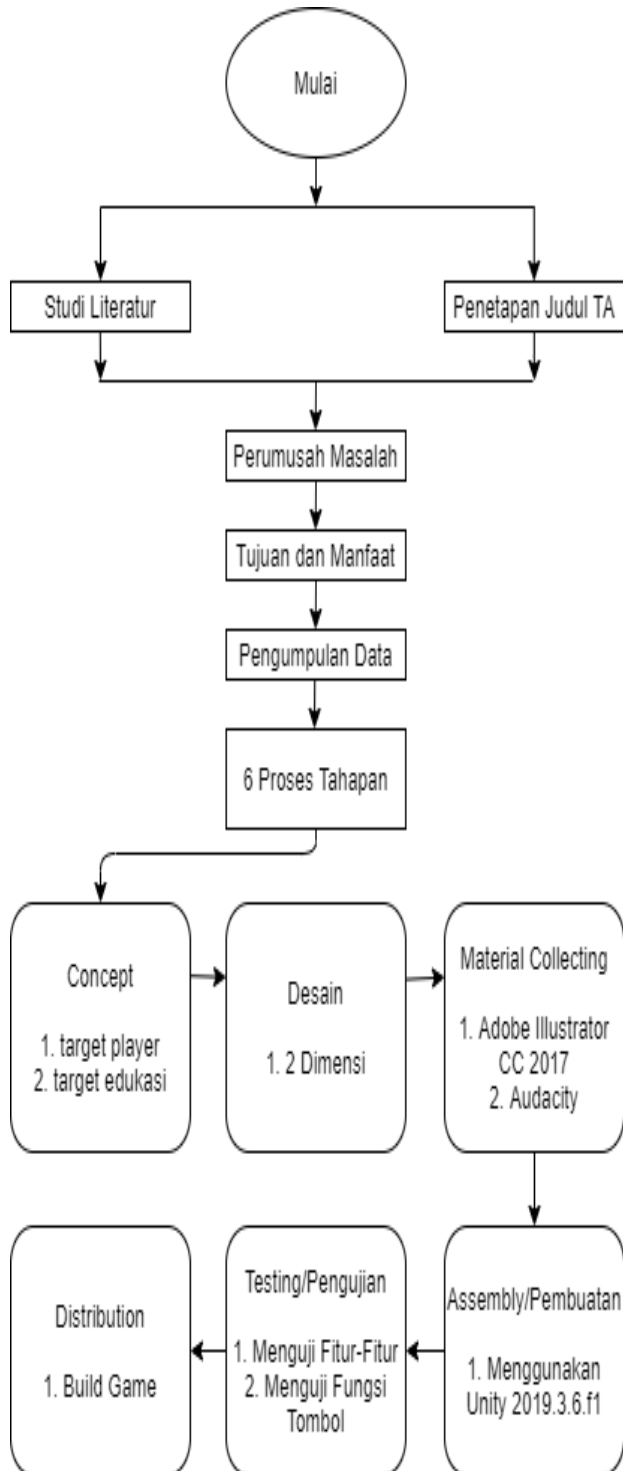 Mulai
Studi Literatur
Penetapan Judul TA
Perumusah Masalah
Tujuan dan Manfaat
Pengumpulan Data
6 Proses Tahapan
Concept
1. target player
2. target edukasi
Desain
1. 2 Dimensi
Material Collecting
1. Adobe Illustrator
CC 2017
2. Audacity
Assembly/Pembuatan
1. Menggunakan
Unity 2019.3.6.f1
Testing/Pengujian
1. Menguji Fitur-Fitur
2. Menguji Fungsi
Tombol
Distribution
1. Build Game